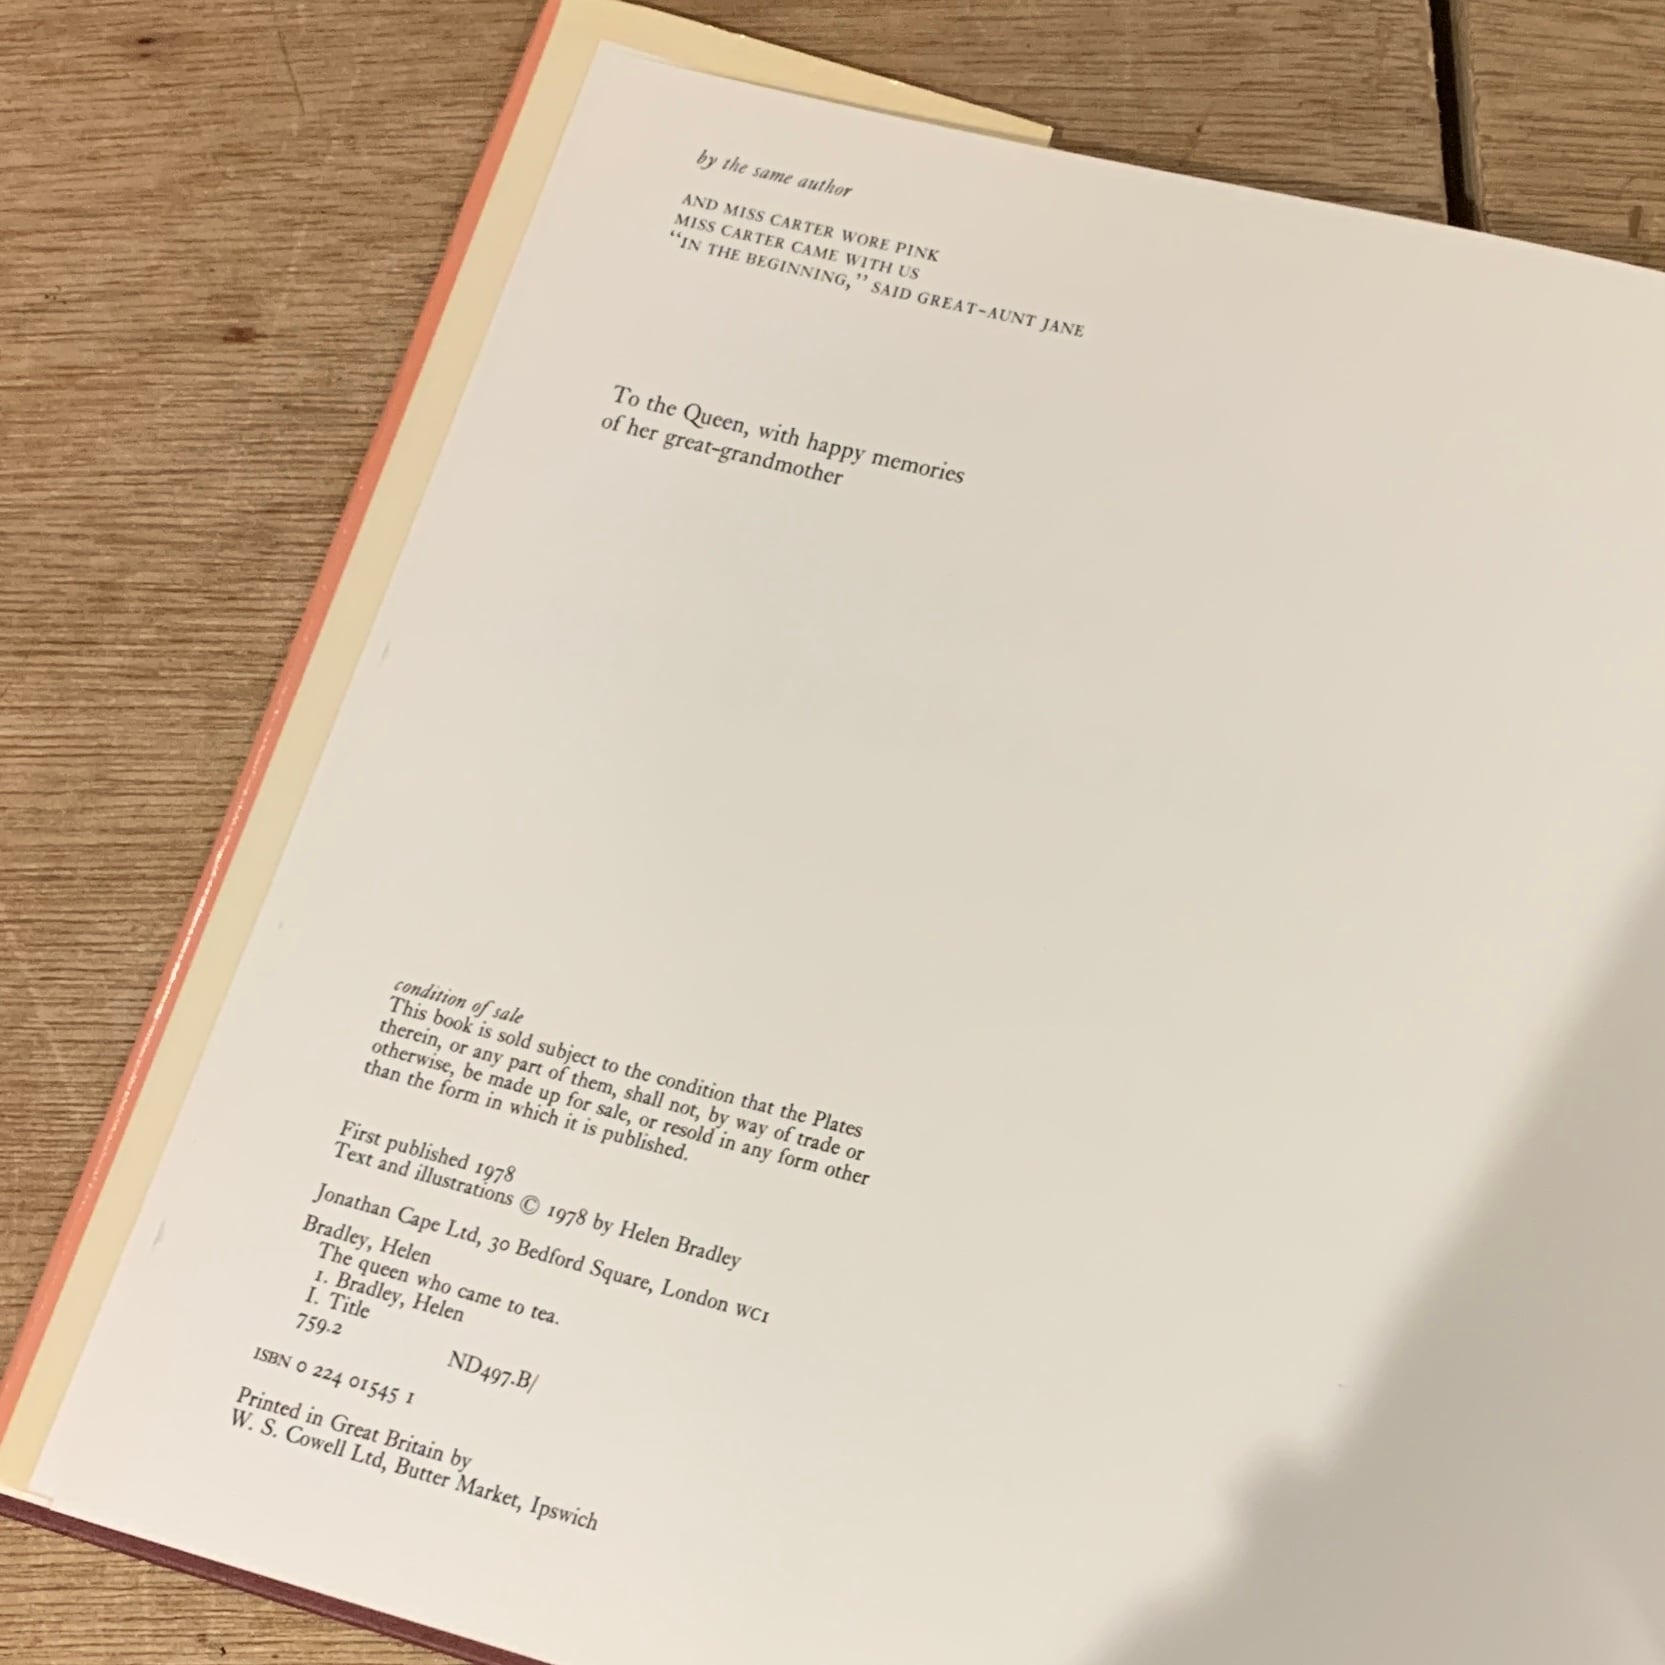 by the same author
AND MISS CARTER WORE PINK
MISS CARTER CAME WITH US
“IN THE BEGINNING,” SAID GREAT-AUNT JANE
To the Queen, with happy memories
of her great-grandmother
condition of sale
This book is sold subject to the condition that the Plates
therein, or any part of them, shall not, by way of trade or
otherwise, be made up for sale, or resold in any form other
than the form in which it is published.
First published 1978
Text and illustrations © 1978 by Helen Bradley
Jonathan Cape Ltd, 30 Bedford Square, London WC1
Bradley, Helen
The queen who came to tea.
1. Bradley, Helen
I. Title
759.2 ND497.B/
ISBN 0 224 01545 1
Printed in Great Britain by
W. S. Cowell Ltd, Butter Market, Ipswich